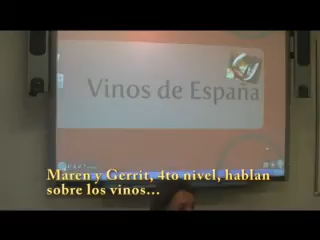 Vinos de España
Maren y Gerrit, 4to nivel, hablan
sobre los vinos...